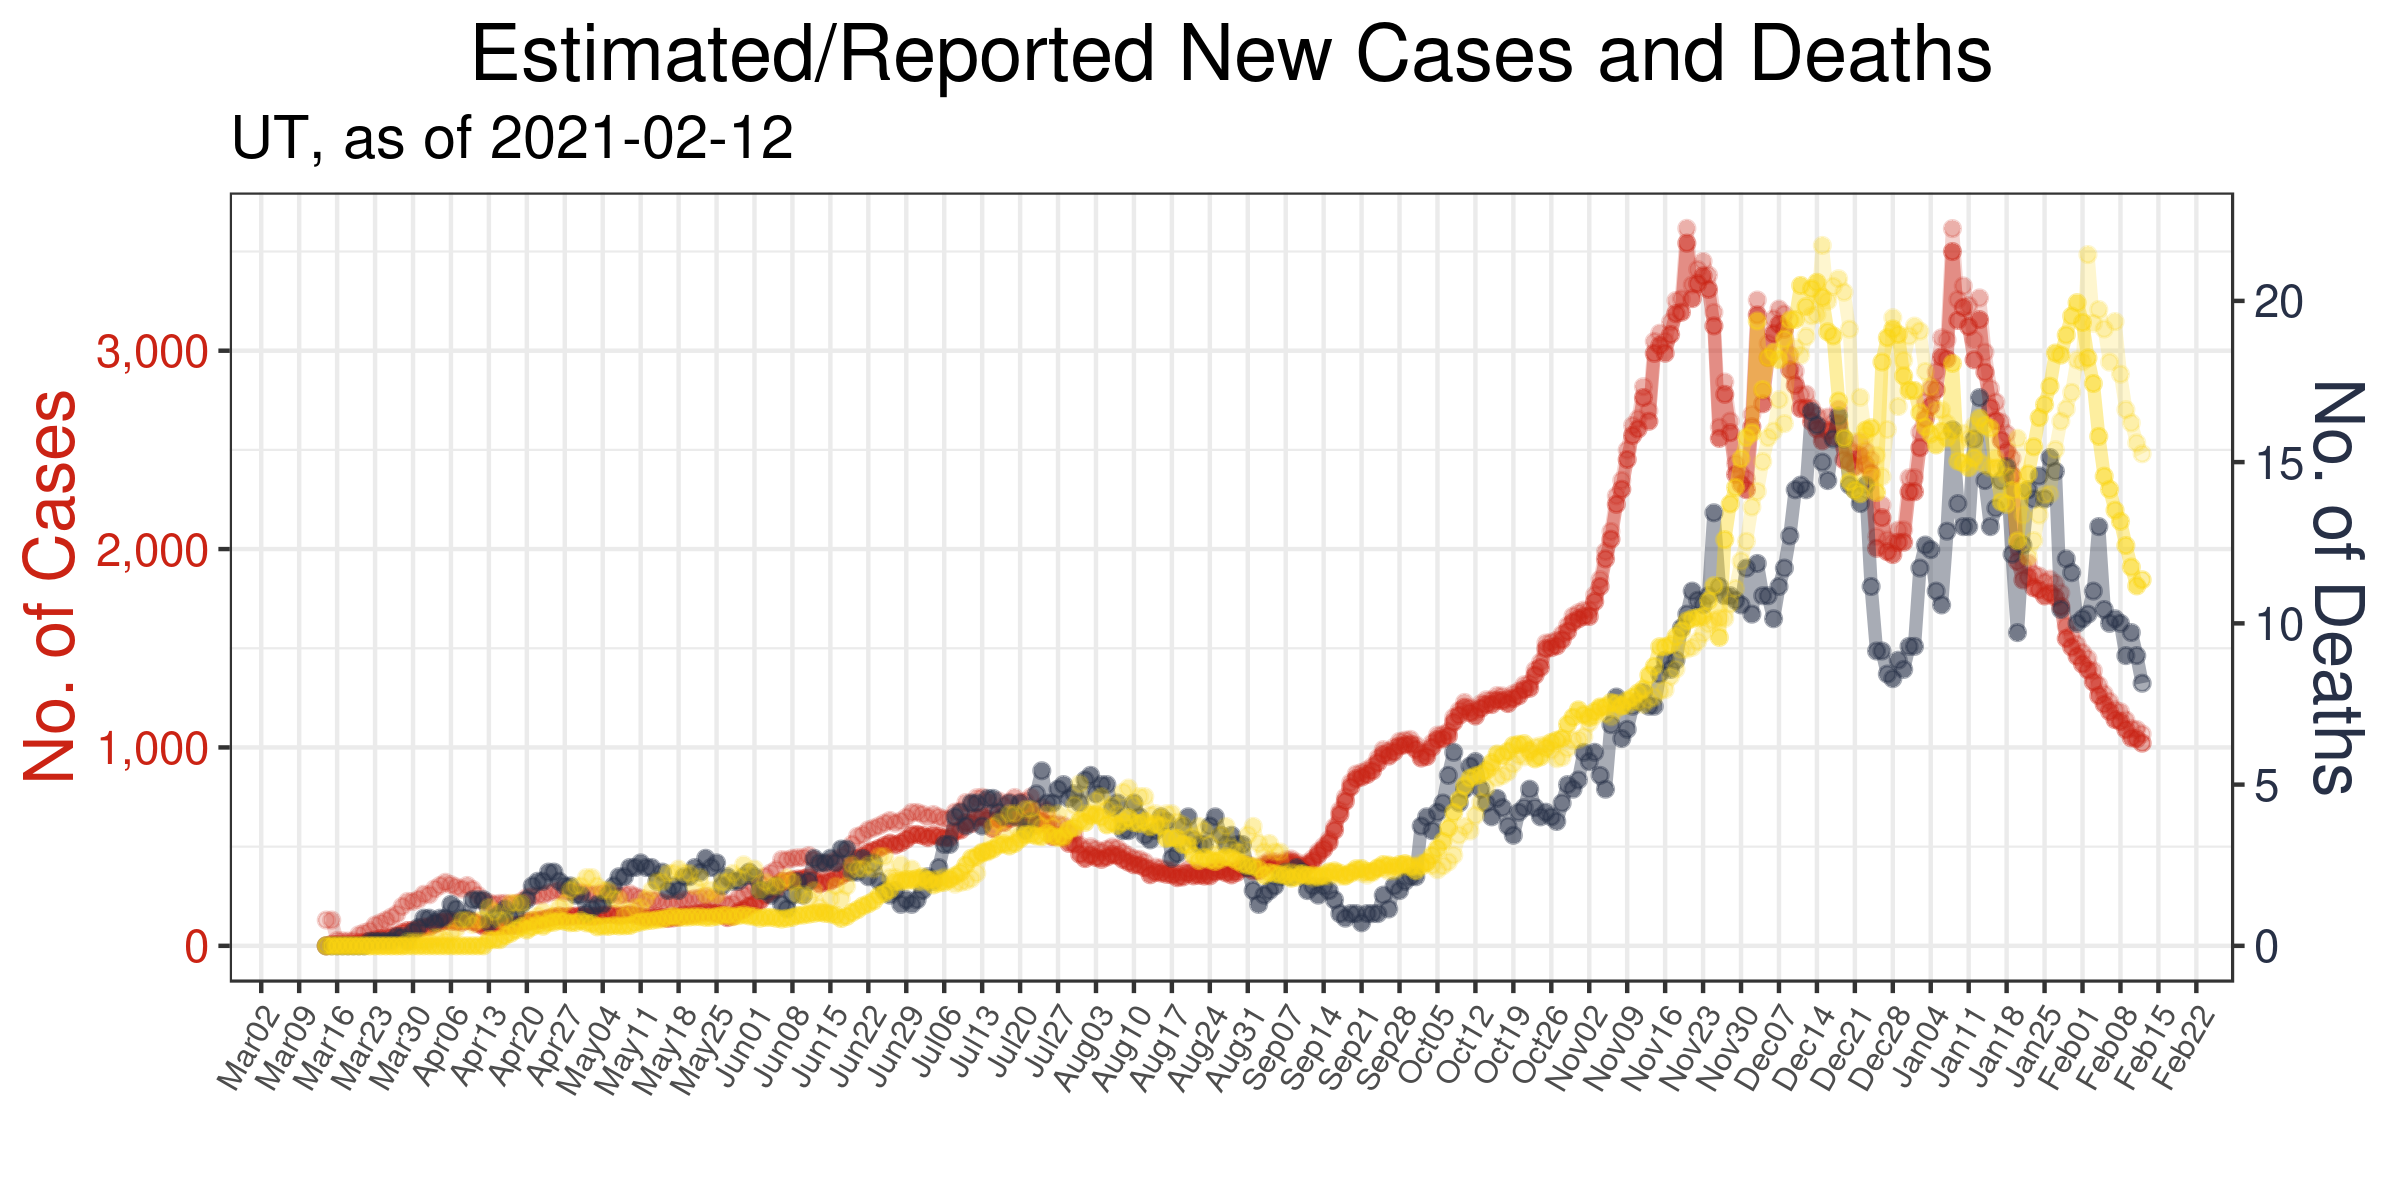 Estimated/Reported New Cases and Deaths
UT, as of 2021-02-12
No. of Cases
3,000
2,000
1,000
0
No. of Deaths
20
15
10
5
0
Mar02 Mar09 Mar16 Mar23 Mar30 Apr06 Apr13 Apr20 Apr27 May04 May11 May18 May25 Jun01 Jun08 Jun15 Jun22 Jun29 Jul06 Jul13 Jul20 Jul27 Aug03 Aug10 Aug17 Aug24 Aug31 Sep07 Sep14 Sep21 Sep28 Oct05 Oct12 Oct19 Oct26 Nov02 Nov09 Nov16 Nov23 Nov30 Dec07 Dec14 Dec21 Dec28 Jan04 Jan11 Jan18 Jan25 Feb01 Feb08 Feb15 Feb22